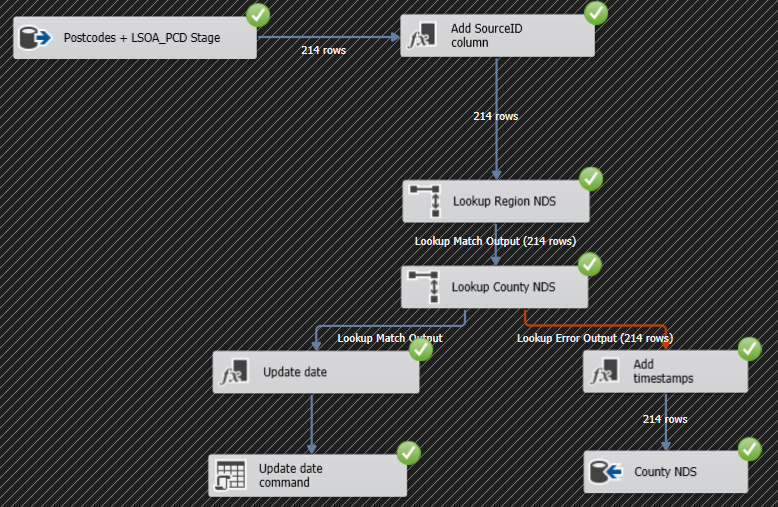 Postcodes + LSOA_PCD Stage
214 rows
Add SourceID
column
214 rows
Lookup Region NDS
Lookup Match Output (214 rows)
Lookup County NDS
Lookup Match Output
Lookup Error Output (214 rows)
Update date
Add
timestamps
214 rows
Update date
command
County NDS